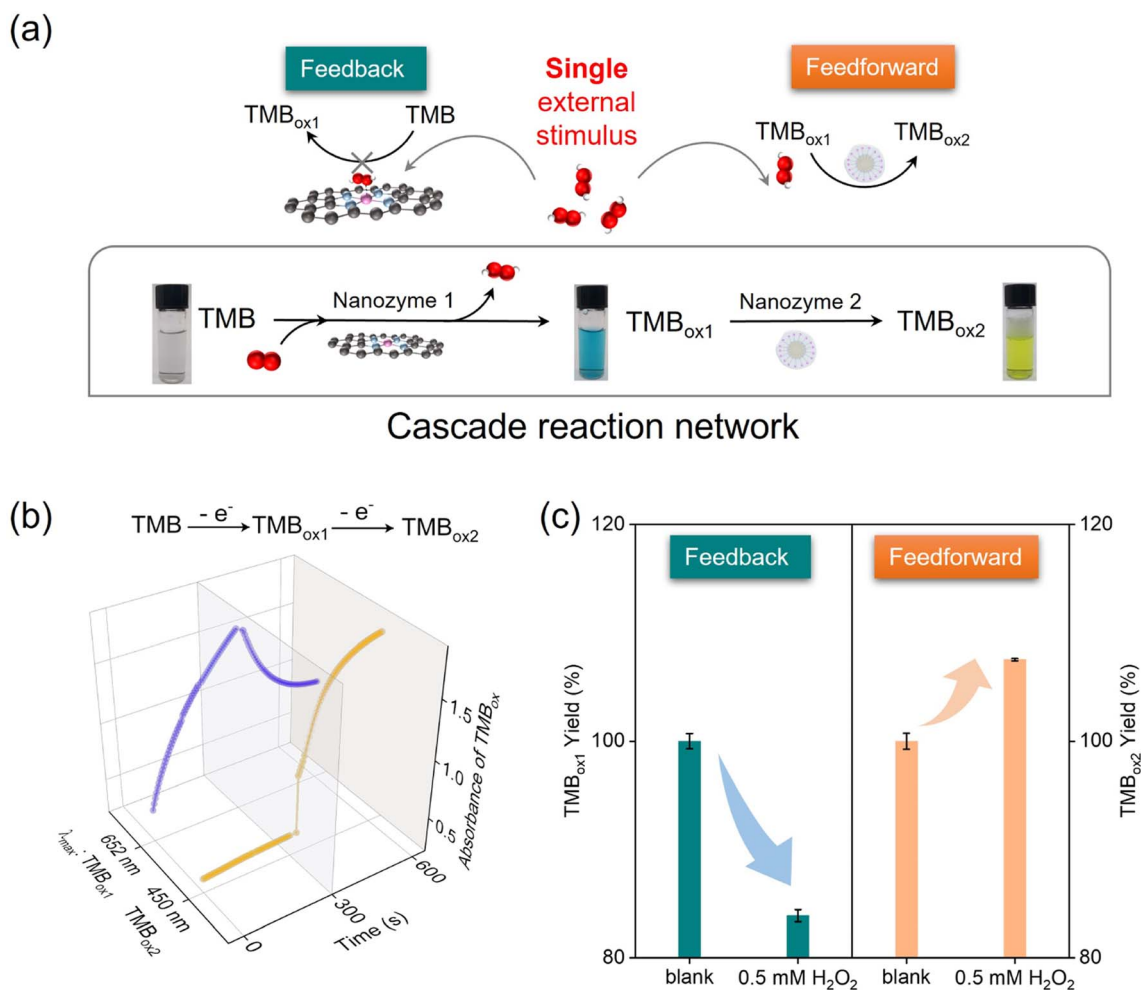 (a)
Feedback
Single
external
stimulus
Feedforward
TMBox1
TMB
TMBox1
TMBox2
TMB
Nanozyme 1
TMBox1
Nanozyme 2
TMBox2
Cascade reaction network
(b)
TMB - e- TMBox1 - e- TMBox2
1.5
1.0
0.5
Absorbance of TMBox
652 nm
450 nm
λmax: TMBox1 TMBox2
0
300
600
Time (s)
(c)
120
100
80
TMBox1 Yield (%)
Feedback
Feedforward
120
100
80
TMBox2 Yield (%)
blank
0.5 mM H2O2
blank
0.5 mM H2O2